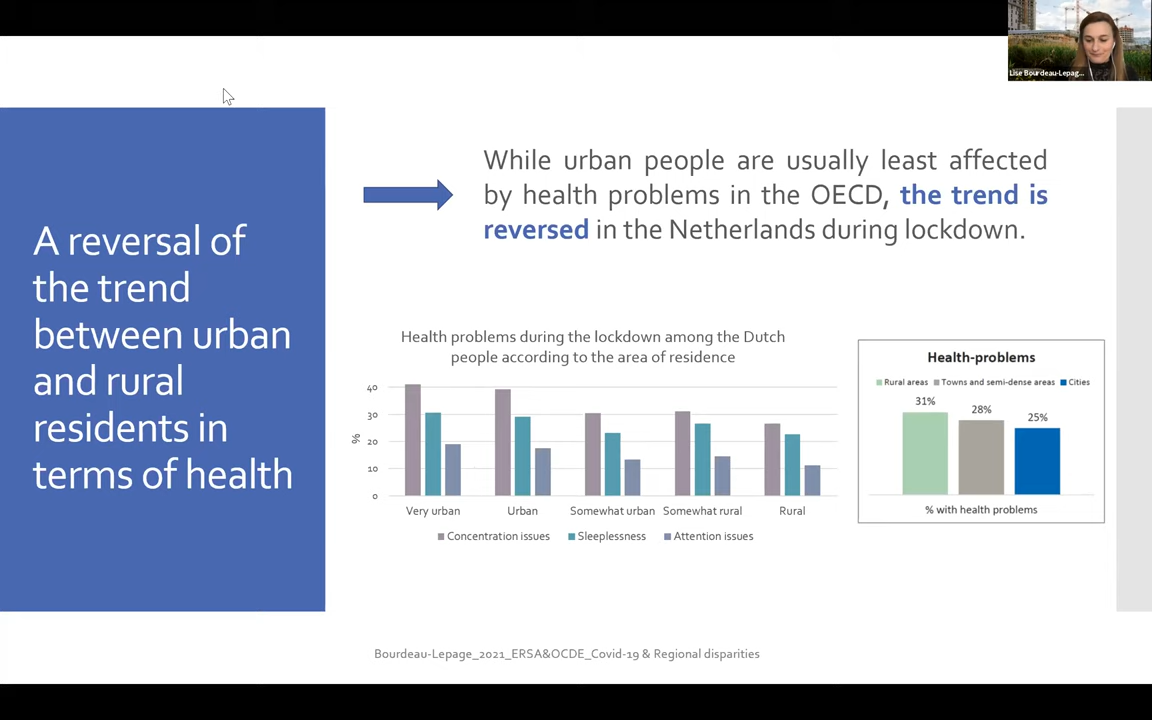 Lise Bourdeau-Lepag...
A reversal of
the trend
between urban
and rural
residents in
terms of health
While urban people are usually least affected
by health problems in the OECD, the trend is
reversed in the Netherlands during lockdown.
Health problems during the lockdown among the Dutch
people according to the area of residence
%
40
30
20
10
0
Very urban Urban Somewhat urban Somewhat rural Rural
Concentration issues Sleeplessness Attention issues
Health-problems
Rural areas Towns and semi-dense areas Cities
31% 28% 25%
% with health problems
Bourdeau-Lepage_2021_ERSA&OCDE_Covid-19 & Regional disparities